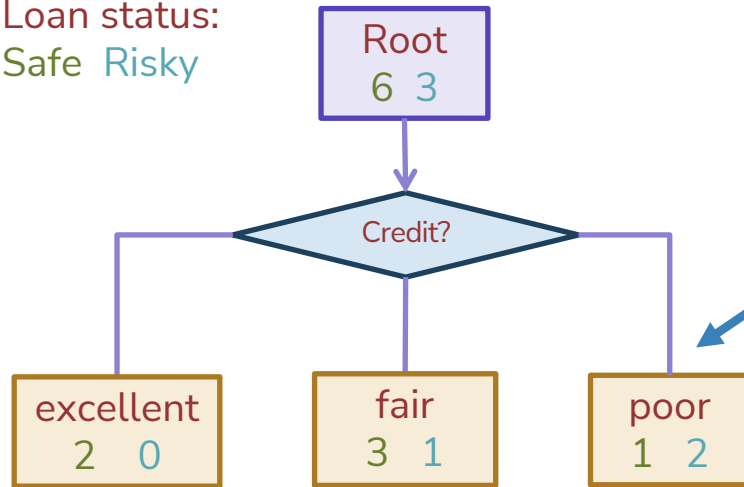 Loan status:
Safe Risky
Root
6 3
Credit?
excellent
2 0
fair
3 1
poor
1 2